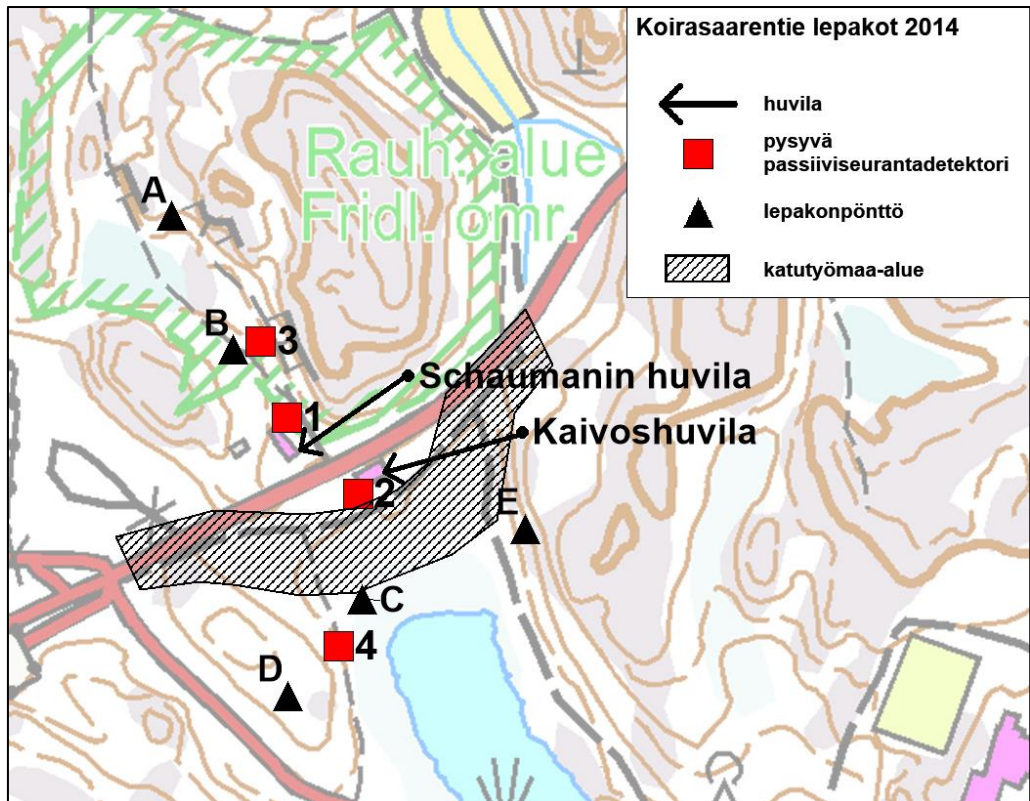 Koirasaarentie lepakot 2014
huvila
pysyvä
passiiviseurantadetektori
lepakonpönttö
katutyömaa-alue
Rauh. alue
Fridl. omr.
A
B
3
1
Schaumanin huvila
Kaivoshuvila
2
E
C
4
D